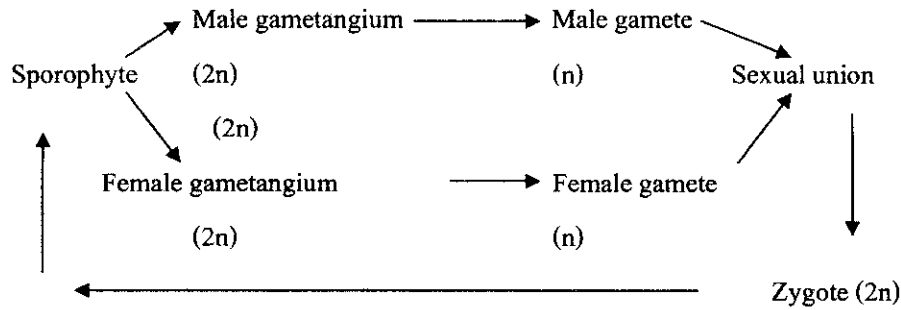 Male gametangium Male gamete
Sporophyte (2n) (n) Sexual union
(2n)
Female gametangium Female gamete
(2n) (n)
Zygote (2n)